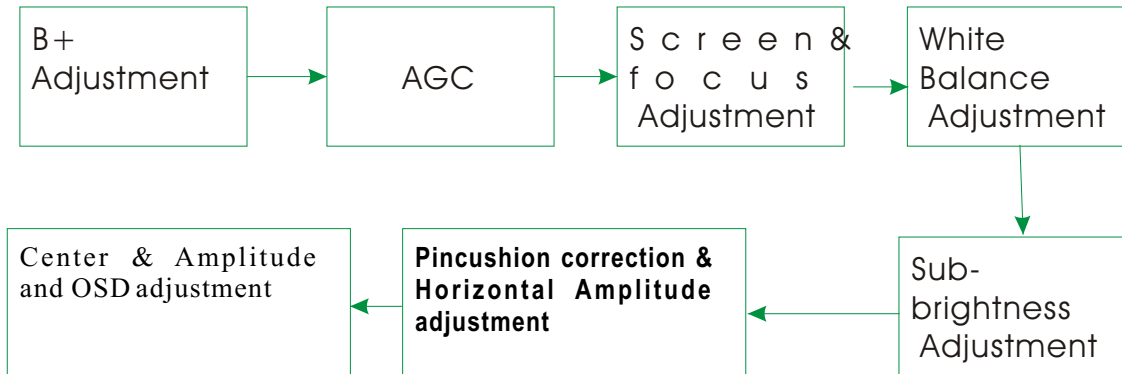 B+
Adjustment
AGC
Screen &
focus
Adjustment
White
Balance
Adjustment
Sub-
brightness
Adjustment
Pincushion correction &
Horizontal Amplitude
adjustment
Center & Amplitude
and OSD adjustment